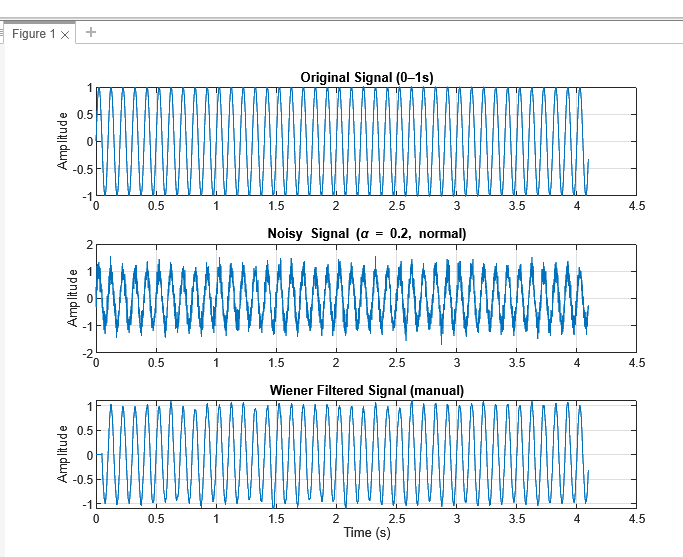 Figure 1
Original Signal (0–1s)
Amplitude
1
0.5
0
-0.5
-1
0 0.5 1 1.5 2 2.5 3 3.5 4 4.5
Noisy Signal (α = 0.2, normal)
Amplitude
2
1
0
-1
-2
0 0.5 1 1.5 2 2.5 3 3.5 4 4.5
Wiener Filtered Signal (manual)
Amplitude
1
0.5
0
-0.5
-1
0 0.5 1 1.5 2 2.5 3 3.5 4 4.5
Time (s)